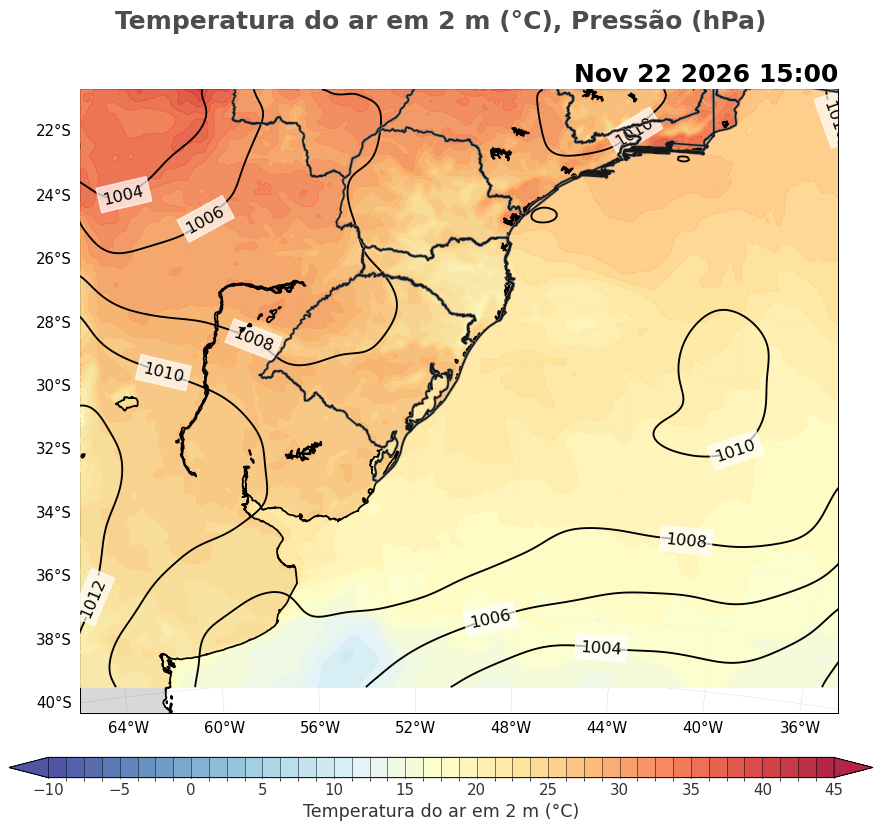 Temperatura do ar em 2 m (°C), Pressão (hPa)
Nov 22 2026 15:00
22°S
24°S
26°S
28°S
30°S
32°S
34°S
36°S
38°S
40°S
1004
1006
1008
1010
1012
1010
1010
1008
1006
1004
64°W 60°W 56°W 52°W 48°W 44°W 40°W 36°W
−10 −5 0 5 10 15 20 25 30 35 40 45
Temperatura do ar em 2 m (°C)